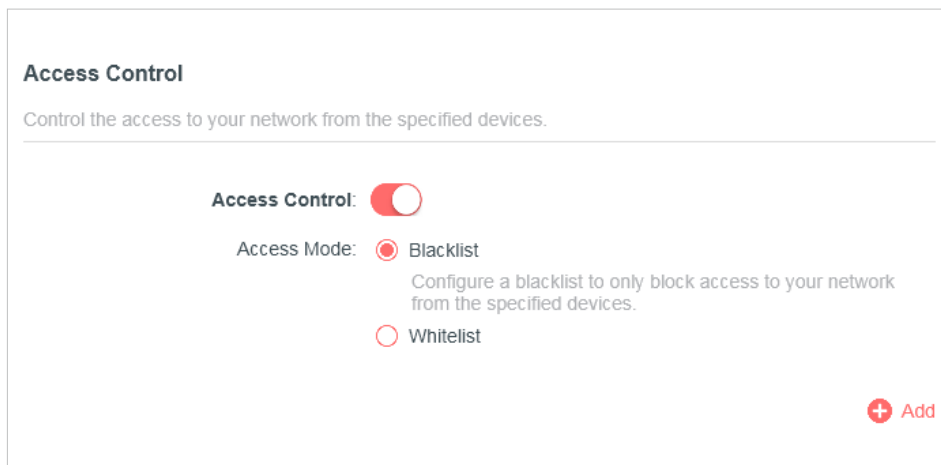 Access Control
Control the access to your network from the specified devices.
Access Control:
Access Mode: Blacklist
Configure a blacklist to only block access to your network
from the specified devices.
Whitelist
Add